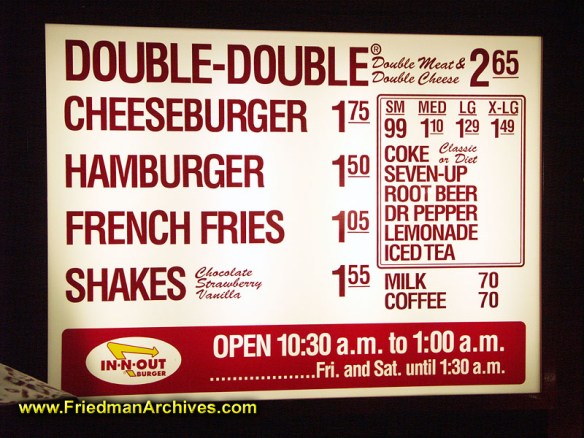 DOUBLE-DOUBLE® Double Meat & Double Cheese 2 65
CHEESEBURGER 1 75
HAMBURGER 1 50
FRENCH FRIES 1 05
SHAKES Chocolate Strawberry Vanilla 1 55
SM MED LG X-LG
99 1 10 1 29 1 49
COKE Classic or Diet
SEVEN-UP
ROOT BEER
DR PEPPER
LEMONADE
ICED TEA
MILK 70
COFFEE 70
IN-N-OUT
BURGER
OPEN 10:30 a.m. to 1:00 a.m.
...............Fri. and Sat. until 1:30 a.m.
www.FriedmanArchives.com